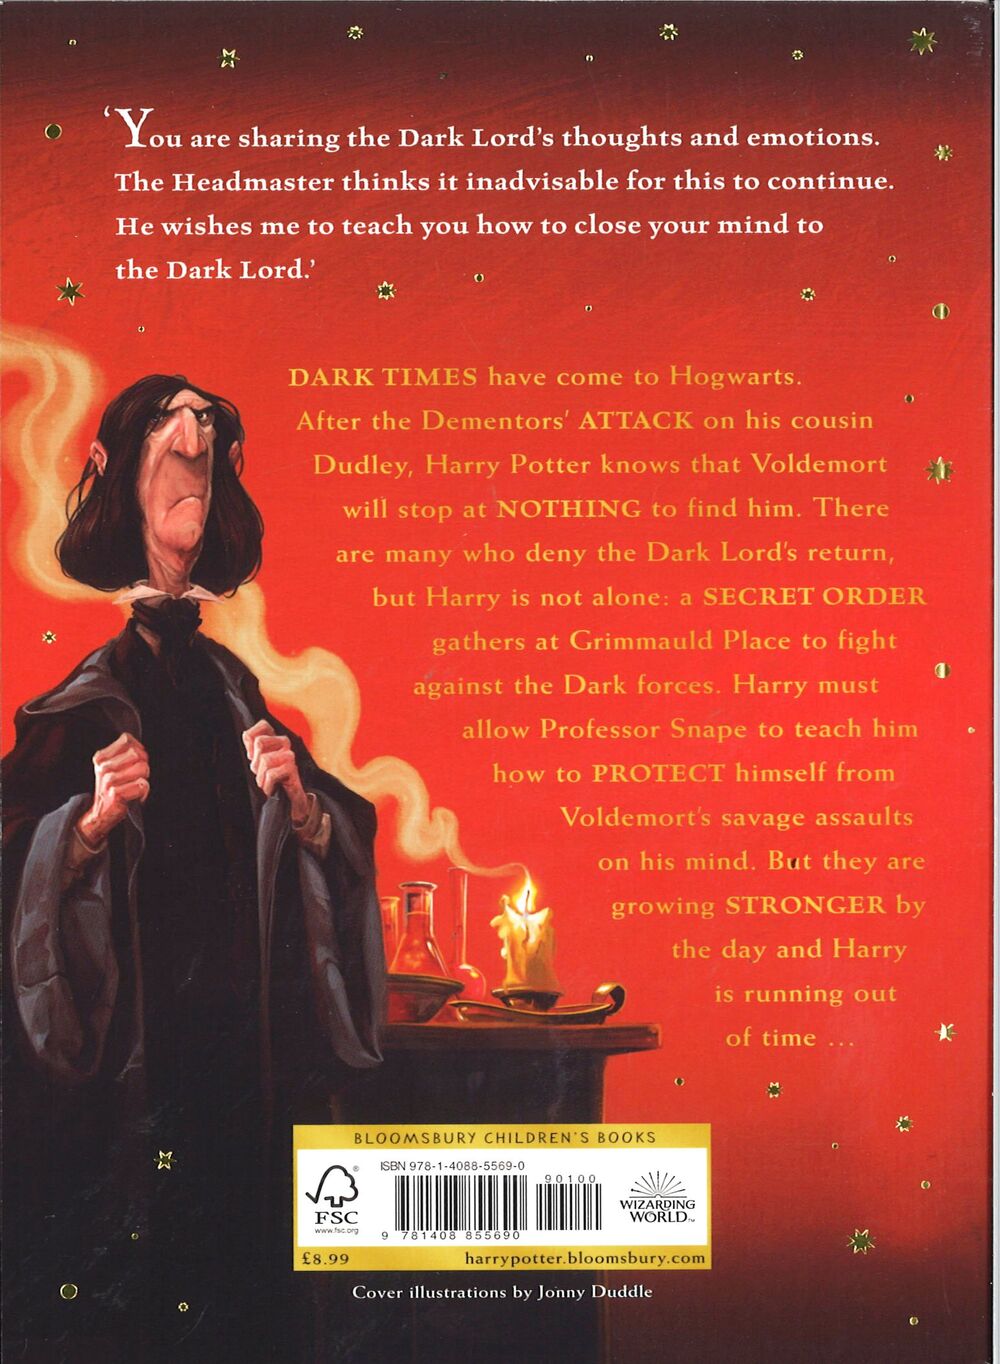 ‘You are sharing the Dark Lord’s thoughts and emotions.
The Headmaster thinks it inadvisable for this to continue.
He wishes me to teach you how to close your mind to
the Dark Lord.’
DARK TIMES have come to Hogwarts.
After the Dementors’ ATTACK on his cousin
Dudley, Harry Potter knows that Voldemort
will stop at NOTHING to find him. There
are many who deny the Dark Lord’s return,
but Harry is not alone: a SECRET ORDER
gathers at Grimmauld Place to fight
against the Dark forces. Harry must
allow Professor Snape to teach him
how to PROTECT himself from
Voldemort’s savage assaults
on his mind. But they are
growing STRONGER by
the day and Harry
is running out
of time ...
BLOOMSBURY CHILDREN’S BOOKS
ISBN 978-1-4088-5569-0
90100
FSC
www.fsc.org
9 781408 855690
WIZARDING
WORLD™
£8.99
harrypotter.bloomsbury.com
Cover illustrations by Jonny Duddle